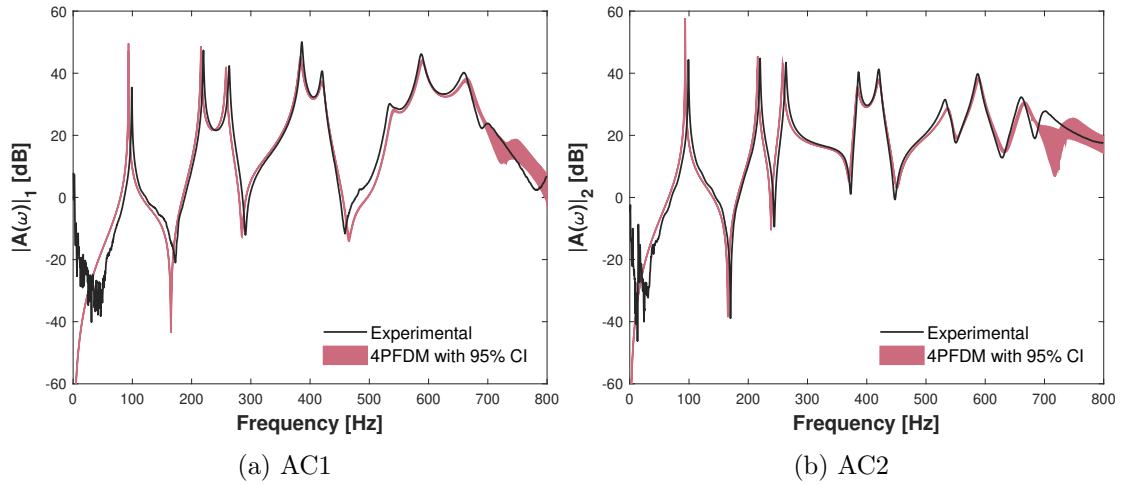 60
40
20
0
-20
-40
-60
|A(ω)|₁ [dB]
Experimental
4PFDM with 95% CI
0 100 200 300 400 500 600 700 800
Frequency [Hz]
(a) AC1
60
40
20
0
-20
-40
-60
|A(ω)|₂ [dB]
Experimental
4PFDM with 95% CI
0 100 200 300 400 500 600 700 800
Frequency [Hz]
(b) AC2